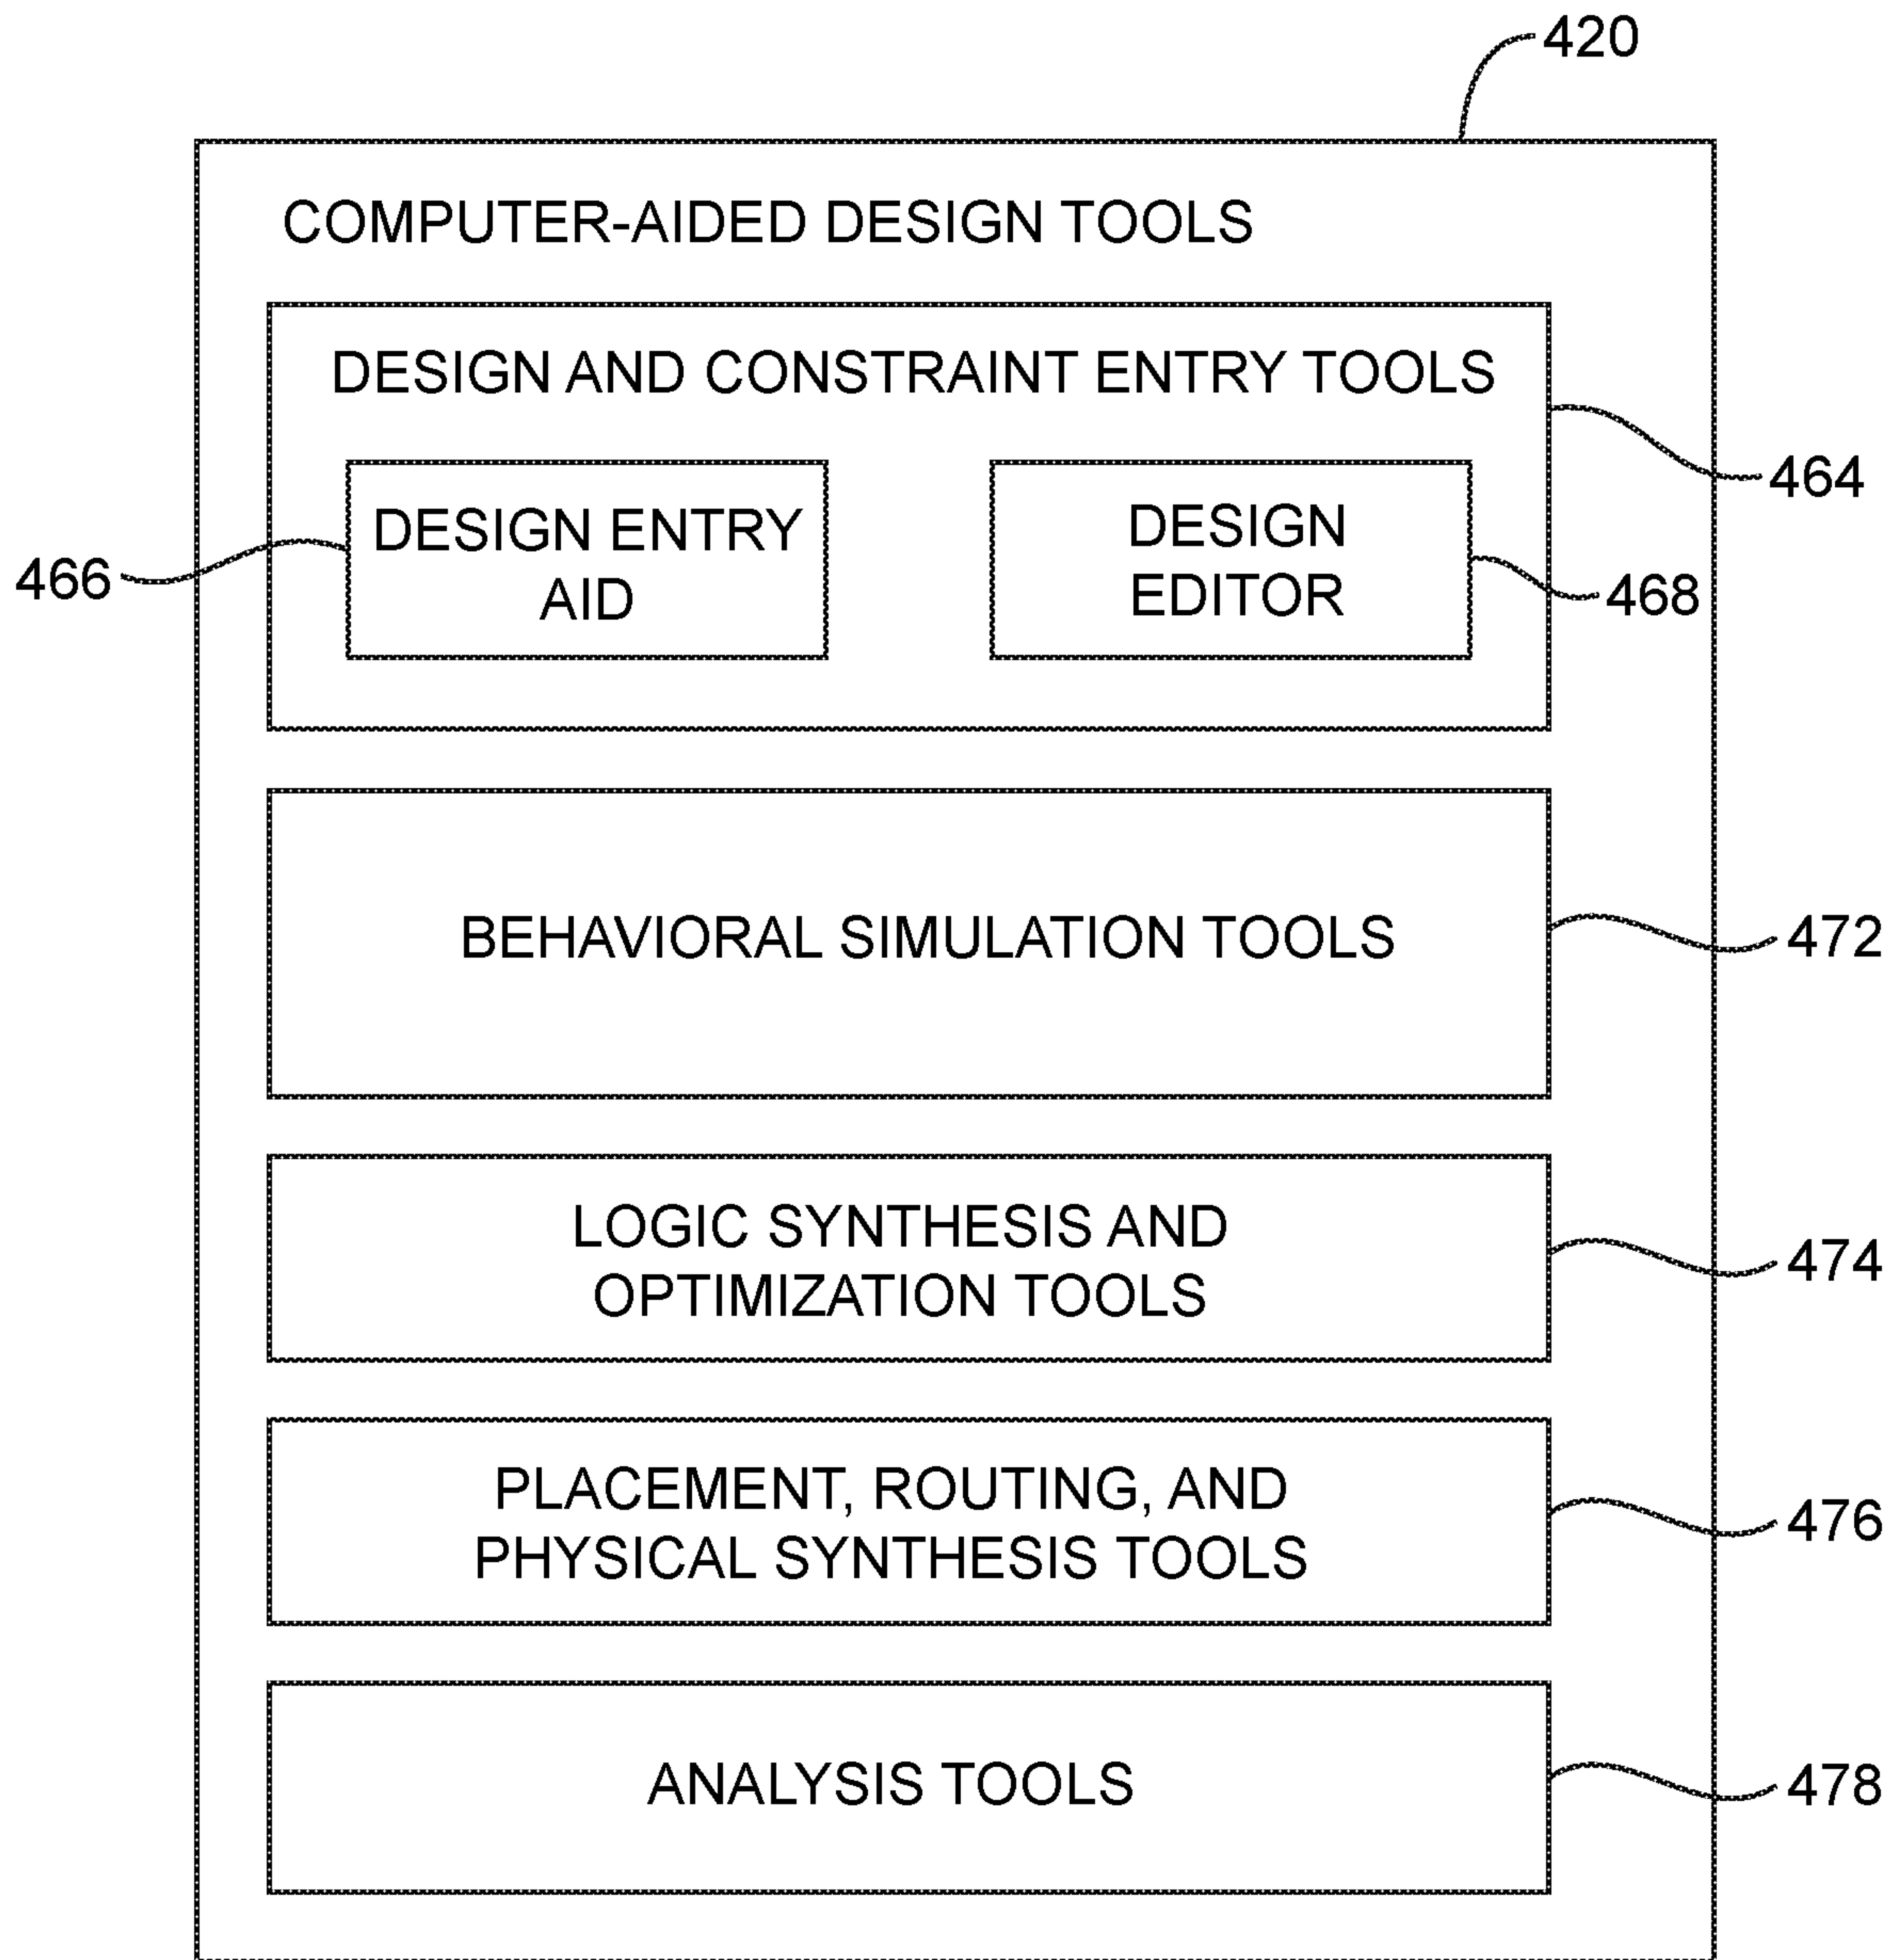 420
COMPUTER-AIDED DESIGN TOOLS
DESIGN AND CONSTRAINT ENTRY TOOLS
464
466
DESIGN ENTRY
AID
DESIGN
EDITOR
468
BEHAVIORAL SIMULATION TOOLS
472
LOGIC SYNTHESIS AND
OPTIMIZATION TOOLS
474
PLACEMENT, ROUTING, AND
PHYSICAL SYNTHESIS TOOLS
476
ANALYSIS TOOLS
478